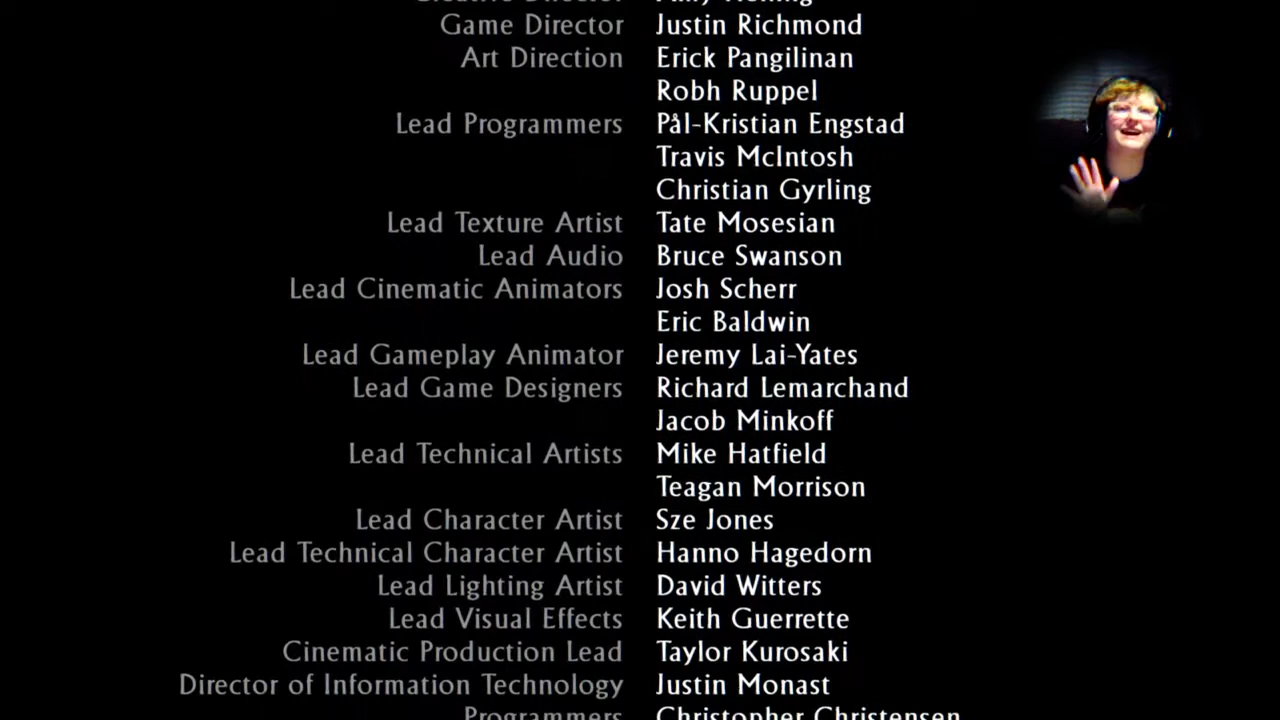 Game Director Justin Richmond
Art Direction Erick Pangilinan
Robh Ruppel
Lead Programmers Pål-Kristian Engstad
Travis McIntosh
Christian Gyrling
Lead Texture Artist Tate Mosesian
Lead Audio Bruce Swanson
Lead Cinematic Animators Josh Scherr
Eric Baldwin
Lead Gameplay Animator Jeremy Lai-Yates
Lead Game Designers Richard Lemarchand
Jacob Minkoff
Lead Technical Artists Mike Hatfield
Teagan Morrison
Lead Character Artist Sze Jones
Lead Technical Character Artist Hanno Hagedorn
Lead Lighting Artist David Witters
Lead Visual Effects Keith Guerrette
Cinematic Production Lead Taylor Kurosaki
Director of Information Technology Justin Monast
Programmers Christopher Christensen